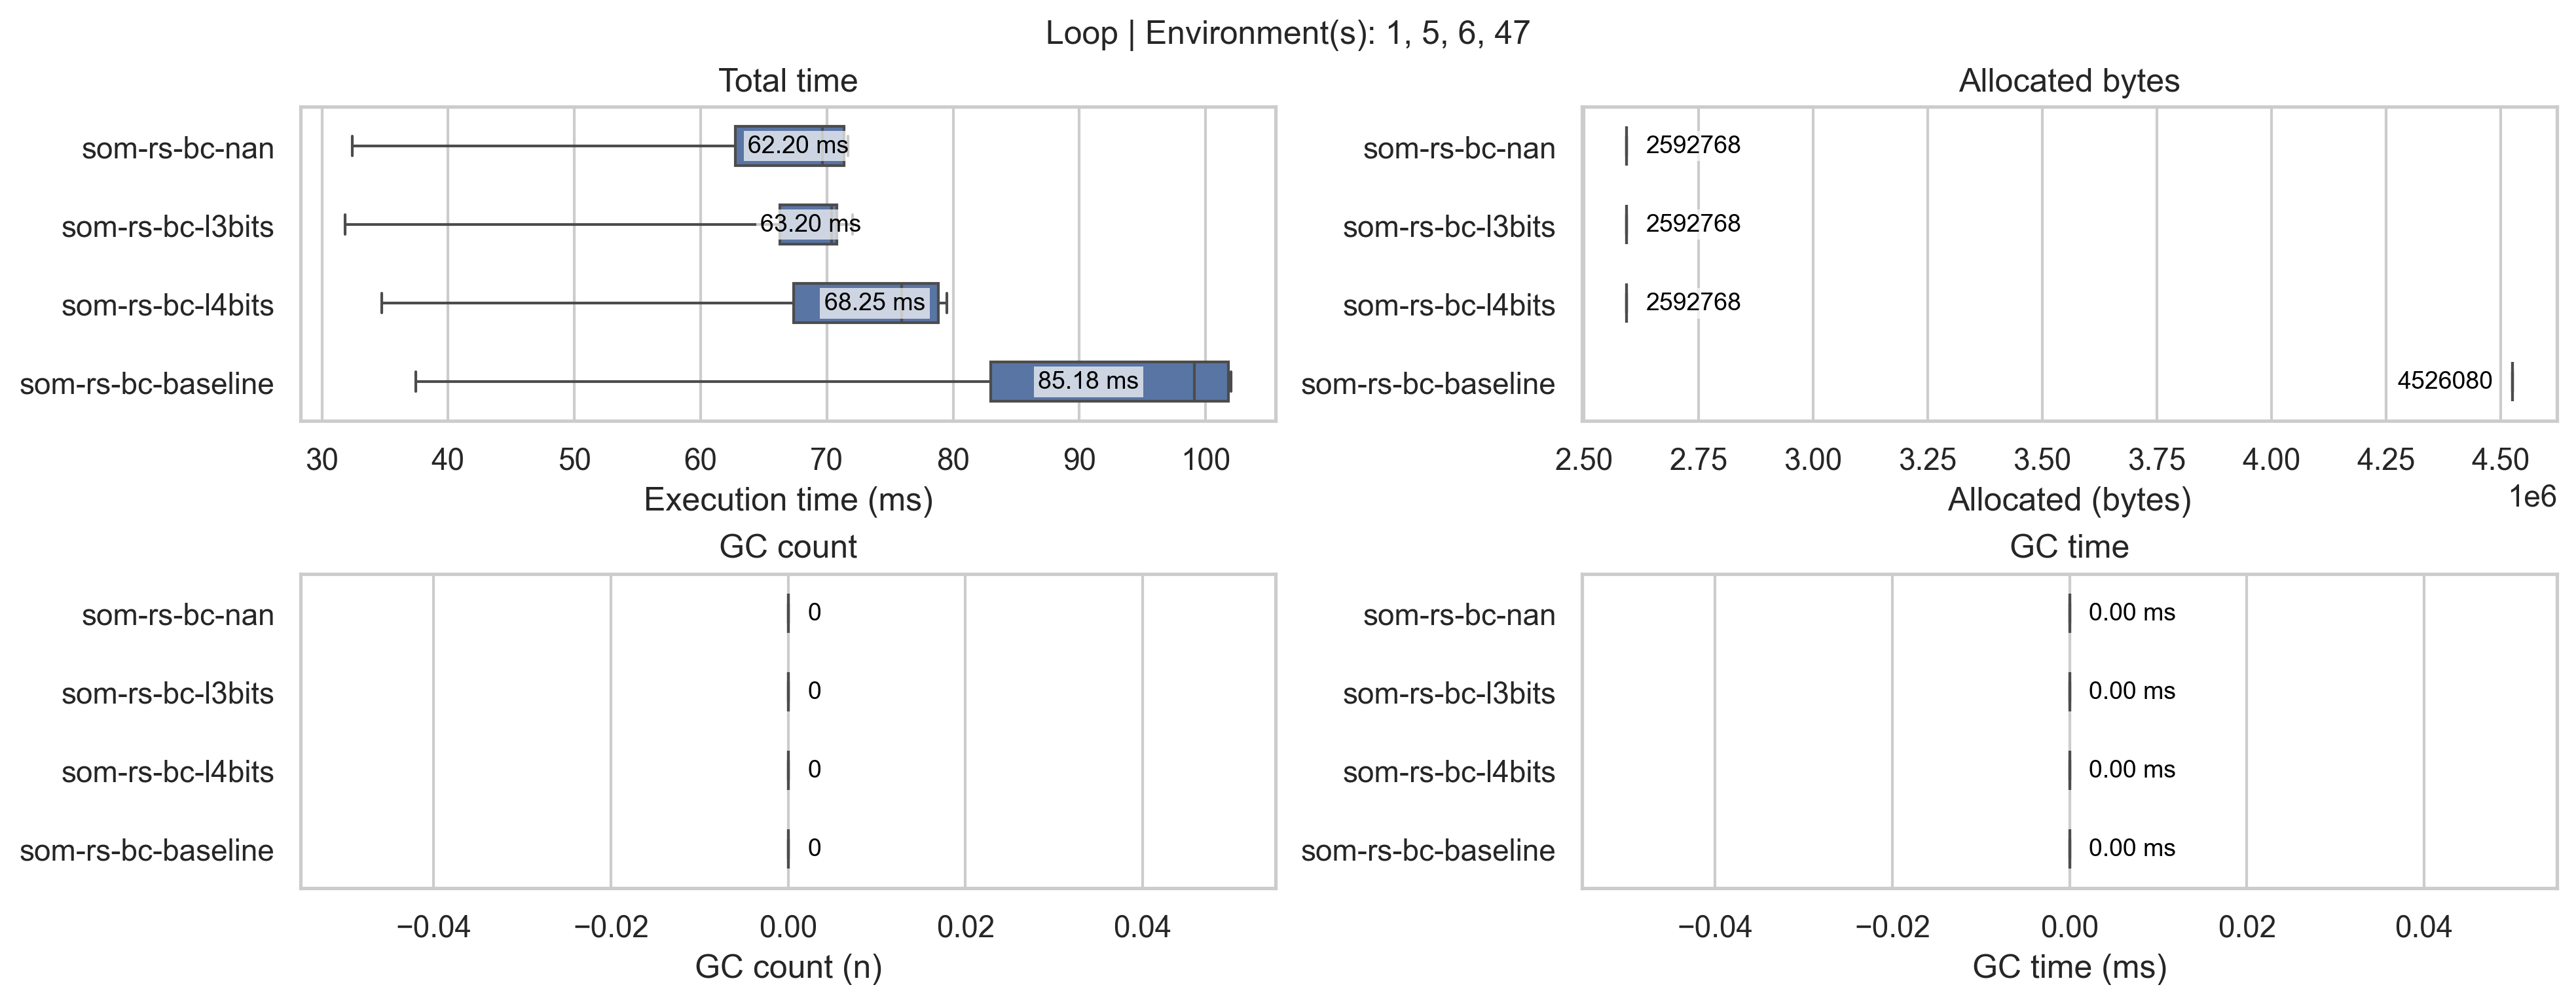 Loop | Environment(s): 1, 5, 6, 47
Total time
som-rs-bc-nan
62.20 ms
som-rs-bc-l3bits
63.20 ms
som-rs-bc-l4bits
68.25 ms
som-rs-bc-baseline
85.18 ms
30 40 50 60 70 80 90 100
Execution time (ms)
Allocated bytes
som-rs-bc-nan
2592768
som-rs-bc-l3bits
2592768
som-rs-bc-l4bits
2592768
som-rs-bc-baseline
4526080
2.50 2.75 3.00 3.25 3.50 3.75 4.00 4.25 4.50
1e6
Allocated (bytes)
GC count
som-rs-bc-nan
0
som-rs-bc-l3bits
0
som-rs-bc-l4bits
0
som-rs-bc-baseline
0
−0.04 −0.02 0.00 0.02 0.04
GC count (n)
GC time
som-rs-bc-nan
0.00 ms
som-rs-bc-l3bits
0.00 ms
som-rs-bc-l4bits
0.00 ms
som-rs-bc-baseline
0.00 ms
−0.04 −0.02 0.00 0.02 0.04
GC time (ms)